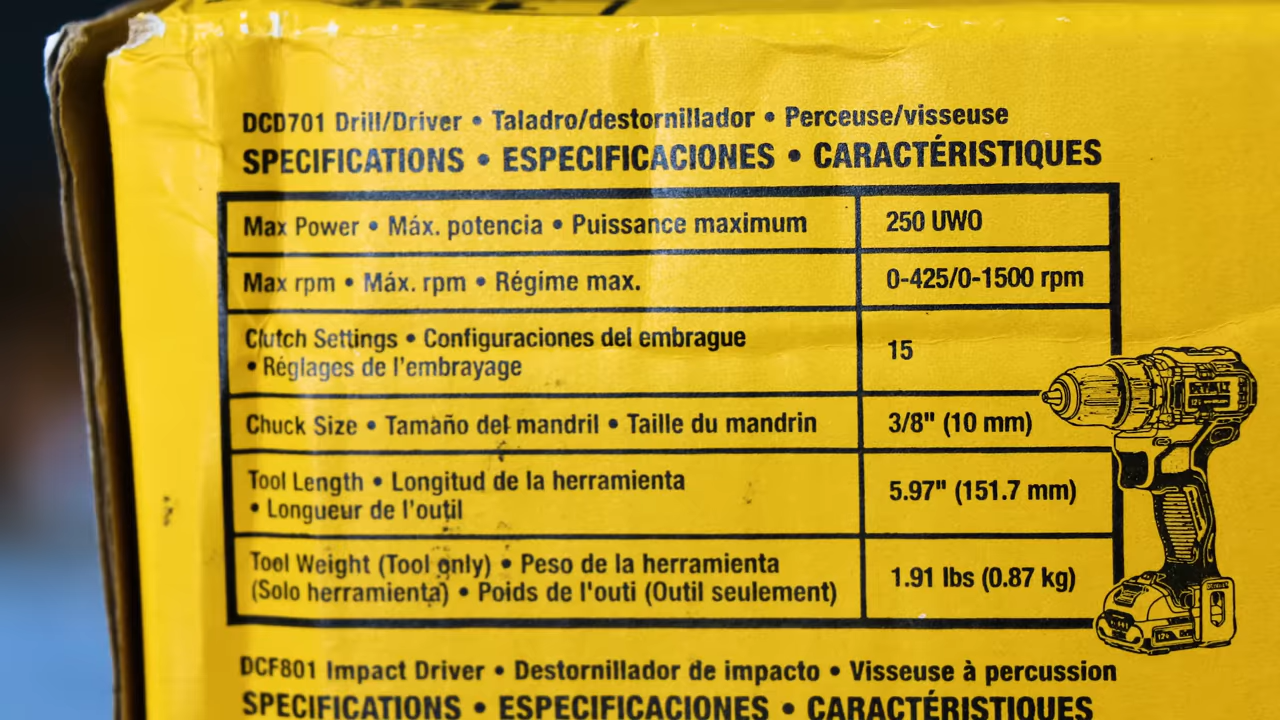 DCD701 Drill/Driver • Taladro/destornillador • Perceuse/visseuse
SPECIFICATIONS • ESPECIFICACIONES • CARACTÉRISTIQUES
Max Power • Máx. potencia • Puissance maximum 250 UWO
Max rpm • Máx. rpm • Régime max. 0-425/0-1500 rpm
Clutch Settings • Configuraciones del embrague
• Réglages de l'embrayage 15
Chuck Size • Tamaño del mandril • Taille du mandrin 3/8" (10 mm)
Tool Length • Longitud de la herramienta
• Longueur de l'outil 5.97" (151.7 mm)
Tool Weight (Tool only) • Peso de la herramienta
(Solo herramienta) • Poids de l'outi (Outil seulement) 1.91 lbs (0.87 kg)
DEWALT
DCF801 Impact Driver • Destornillador de impacto • Visseuse à percussion
SPECIFICATIONS • ESPECIFICACIONES • CARACTÉRISTIQUES